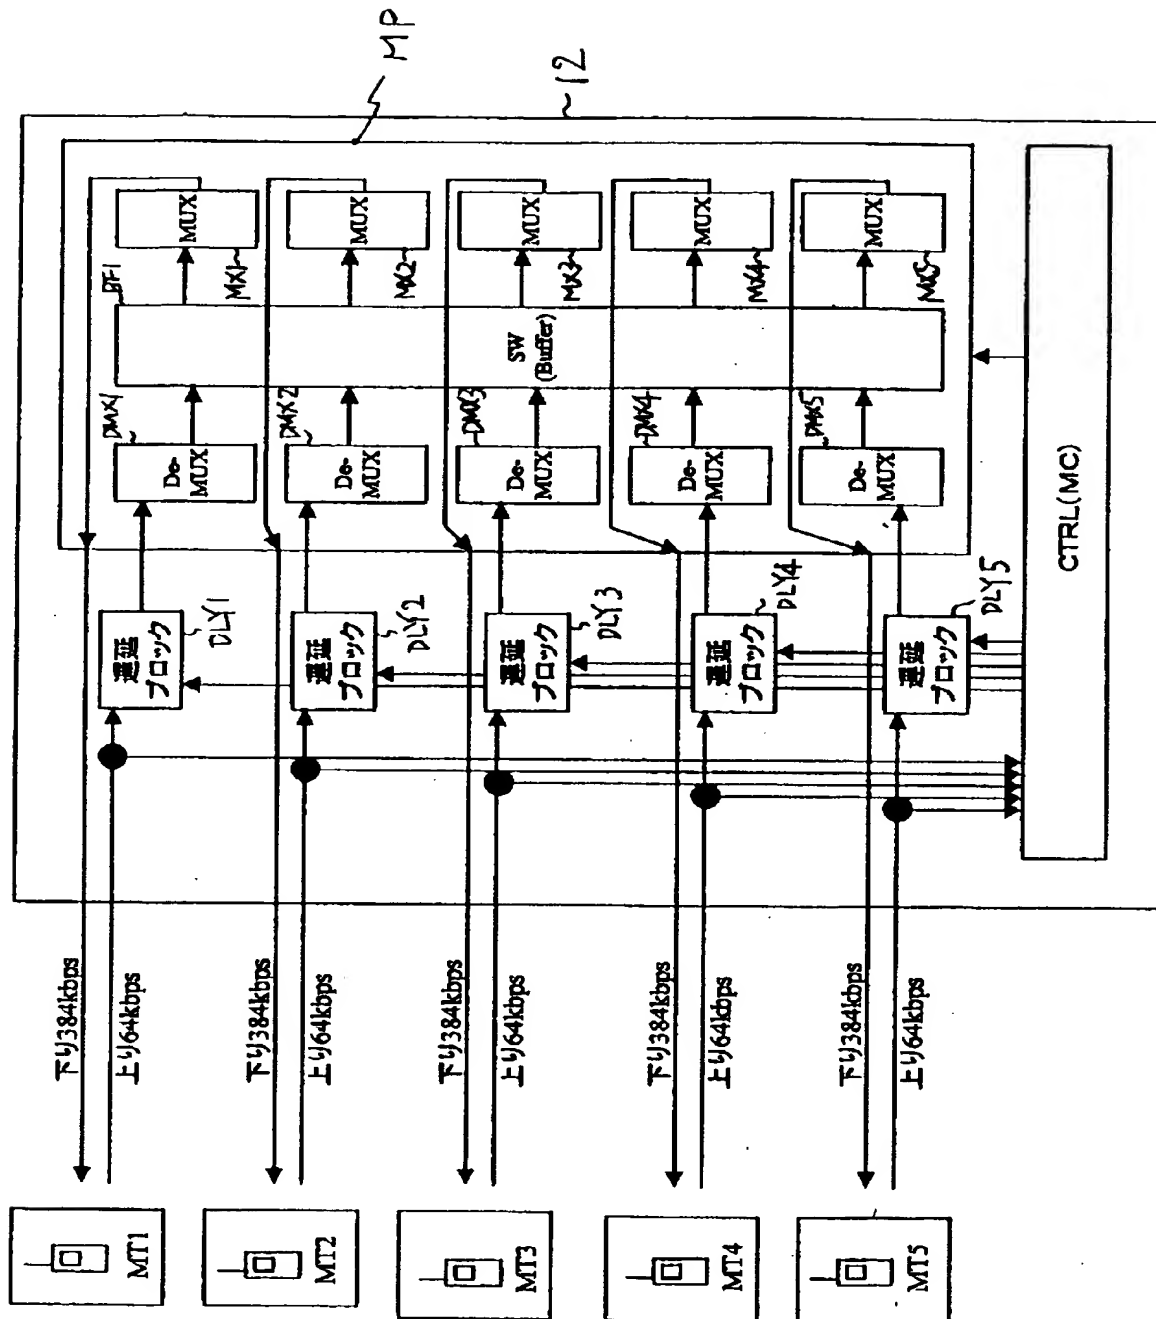 MP
12
MUX
MX1
MUX
MX2
MUX
MX3
MUX
MX4
MUX
MX5
BF1
SW
(Buffer)
DMX1
De-
MUX
DMX2
De-
MUX
DMX3
De-
MUX
DMX4
De-
MUX
DMX5
De-
MUX
遅延
ブロック
DLY1
遅延
ブロック
DLY2
遅延
ブロック
DLY3
遅延
ブロック
DLY4
遅延
ブロック
DLY5
CTRL(MC)
下り384kbps
上り64kbps
下り384kbps
上り64kbps
下り384kbps
上り64kbps
下り384kbps
上り64kbps
下り384kbps
上り64kbps
MT1
MT2
MT3
MT4
MT5